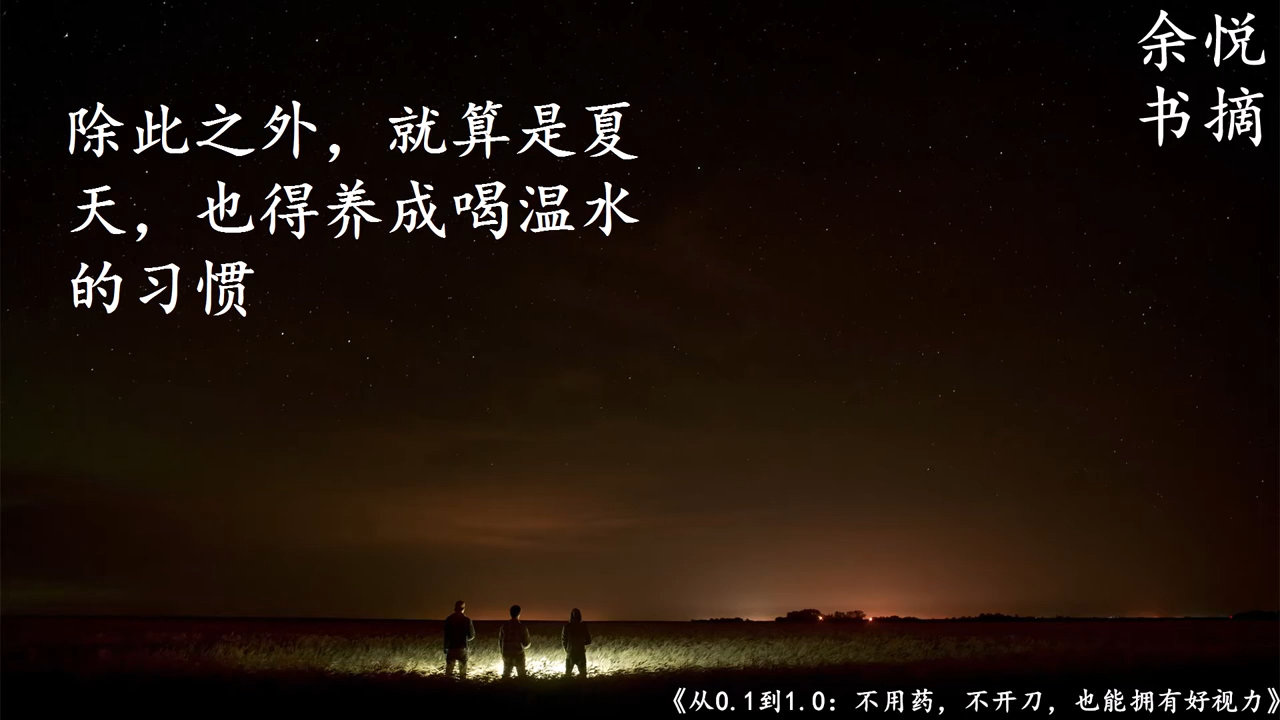 除此之外，就算是夏
天，也得养成喝温水
的习惯
余悦
书摘
《从0.1到1.0：不用药，不开刀，也能拥有好视力》